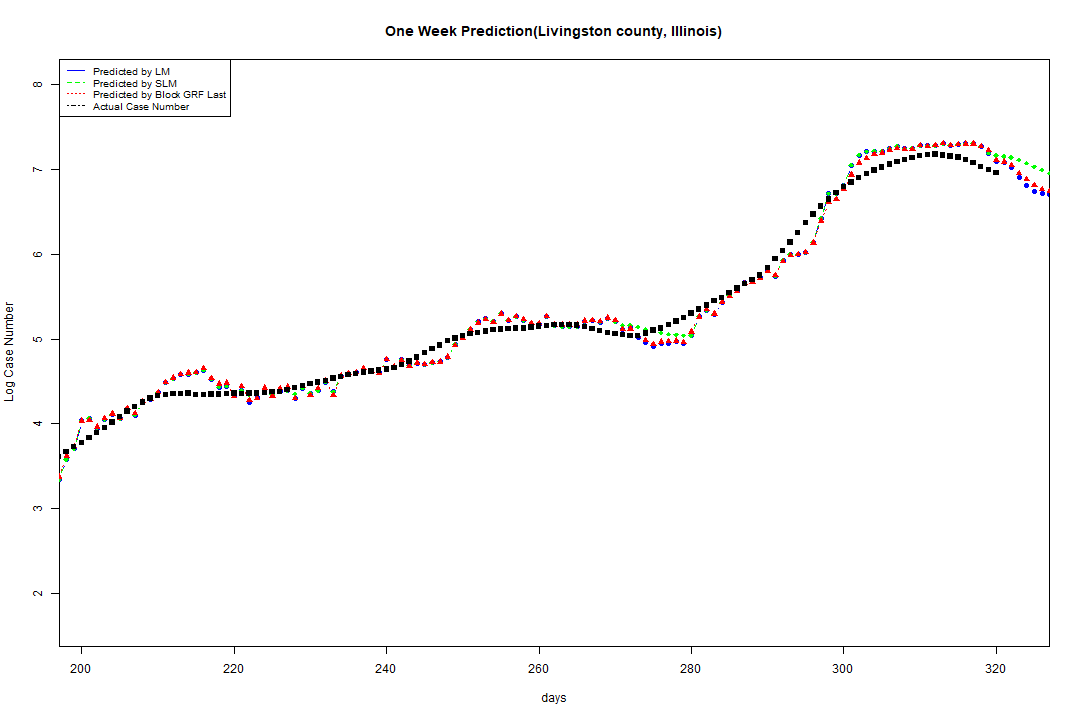 One Week Prediction(Livingston county, Illinois)
Predicted by LM
Predicted by SLM
Predicted by Block GRF Last
Actual Case Number
8
7
6
5
4
3
2
Log Case Number
200 220 240 260 280 300 320
days